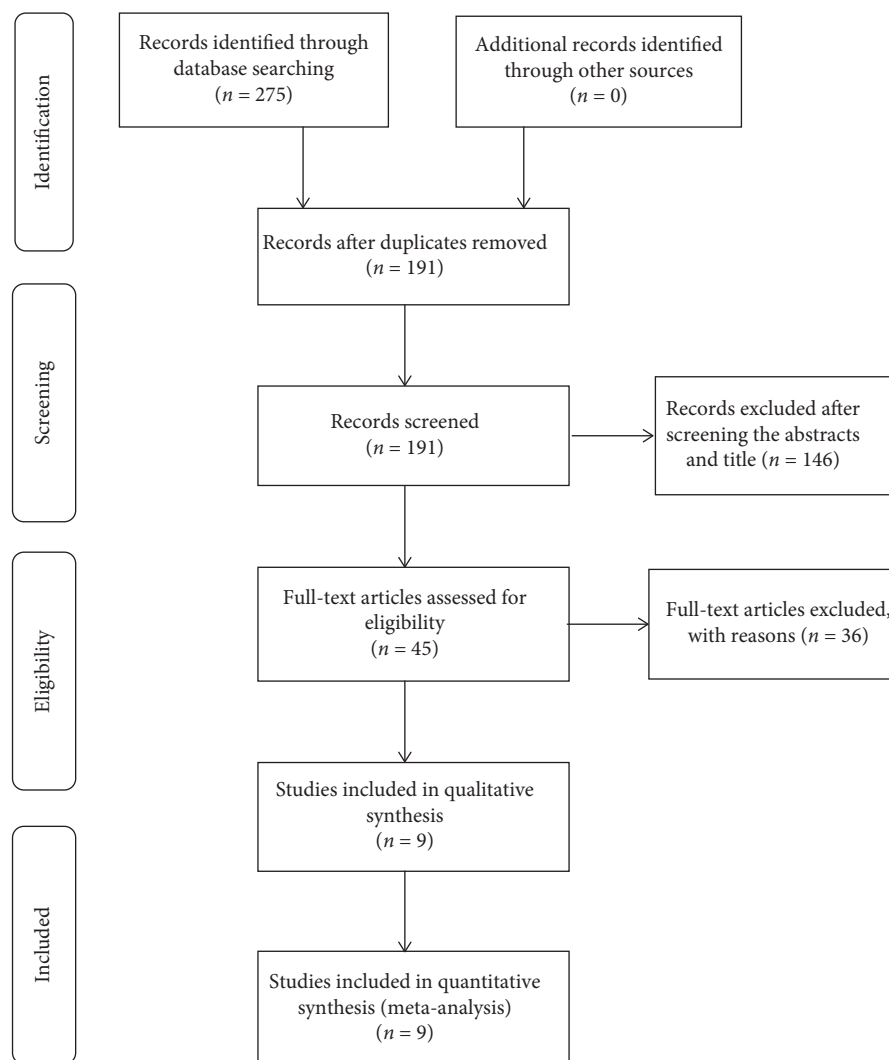 Identification
Records identified through
database searching
(n = 275)
Additional records identified
through other sources
(n = 0)
Records after duplicates removed
(n = 191)
Screening
Records screened
(n = 191)
Records excluded after
screening the abstracts
and title (n = 146)
Eligibility
Full-text articles assessed for
eligibility
(n = 45)
Full-text articles excluded,
with reasons (n = 36)
Studies included in qualitative
synthesis
(n = 9)
Included
Studies included in quantitative
synthesis (meta-analysis)
(n = 9)